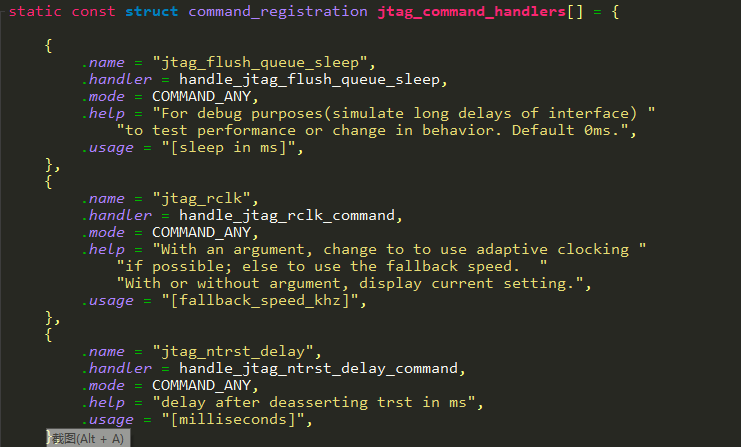 static const struct command_registration jtag_command_handlers[] = {
{
.name = "jtag_flush_queue_sleep",
.handler = handle_jtag_flush_queue_sleep,
.mode = COMMAND_ANY,
.help = "For debug purposes(simulate long delays of interface) "
"to test performance or change in behavior. Default 0ms.",
.usage = "[sleep in ms]",
},
{
.name = "jtag_rclk",
.handler = handle_jtag_rclk_command,
.mode = COMMAND_ANY,
.help = "With an argument, change to to use adaptive clocking "
"if possible; else to use the fallback speed.  "
"With or without argument, display current setting.",
.usage = "[fallback_speed_khz]",
},
{
.name = "jtag_ntrst_delay",
.handler = handle_jtag_ntrst_delay_command,
.mode = COMMAND_ANY,
.help = "delay after deasserting trst in ms",
.usage = "[milliseconds]",
}截图(Alt + A)